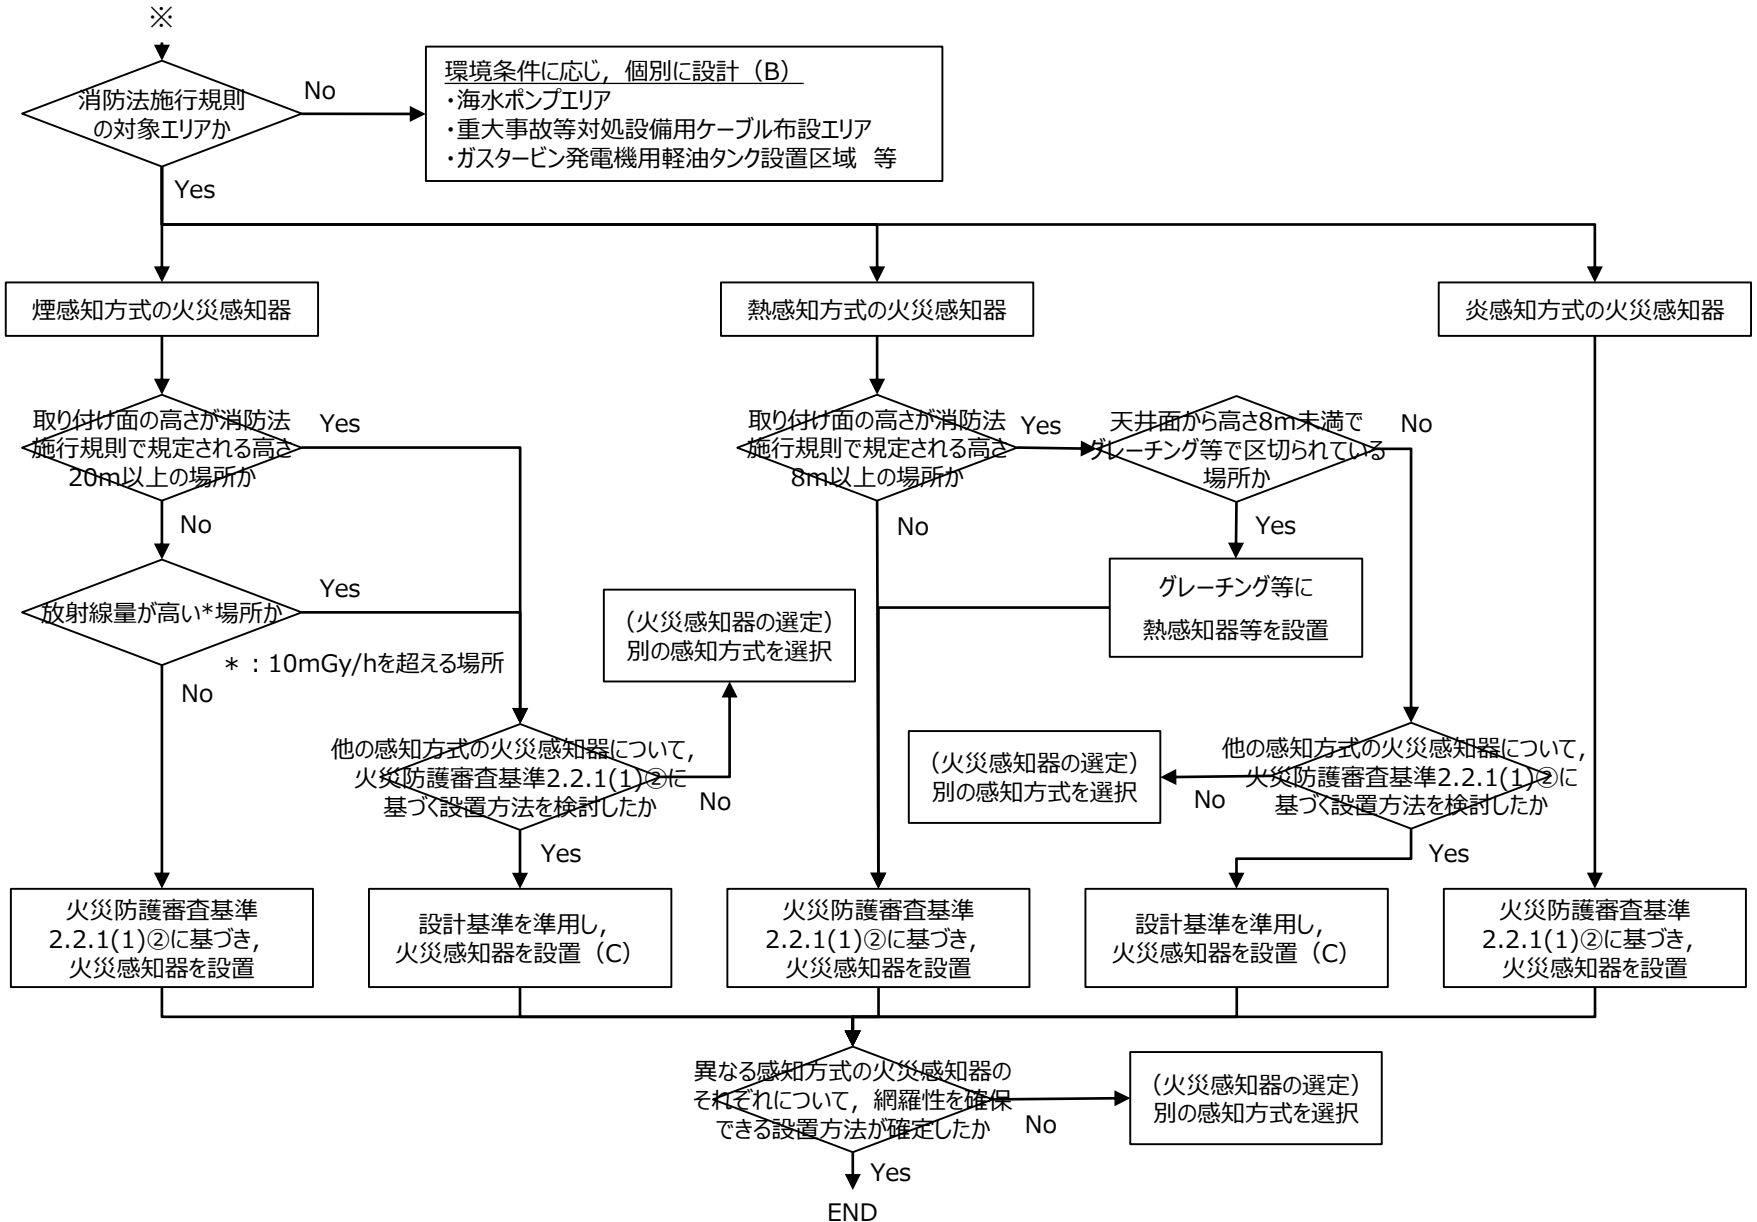 ※
消防法施行規則
の対象エリアか
No
Yes
環境条件に応じ，個別に設計（B）
・海水ポンプエリア
・重大事故等対処設備用ケーブル布設エリア
・ガスタービン発電機用軽油タンク設置区域　等
煙感知方式の火災感知器
熱感知方式の火災感知器
炎感知方式の火災感知器
取り付け面の高さが消防法
施行規則で規定される高さ
20m以上の場所か
Yes
No
取り付け面の高さが消防法
施行規則で規定される高さ
8m以上の場所か
Yes
No
天井面から高さ8m未満で
グレーチング等で区切られている
場所か
No
Yes
放射線量が高い*場所か
Yes
No
＊：10mGy/hを超える場所
（火災感知器の選定）
別の感知方式を選択
グレーチング等に
熱感知器等を設置
他の感知方式の火災感知器について，
火災防護審査基準2.2.1(1)②に
基づく設置方法を検討したか
No
Yes
（火災感知器の選定）
別の感知方式を選択
他の感知方式の火災感知器について，
火災防護審査基準2.2.1(1)②に
基づく設置方法を検討したか
No
Yes
火災防護審査基準
2.2.1(1)②に基づき，
火災感知器を設置
設計基準を準用し，
火災感知器を設置（C）
火災防護審査基準
2.2.1(1)②に基づき，
火災感知器を設置
設計基準を準用し，
火災感知器を設置（C）
火災防護審査基準
2.2.1(1)②に基づき，
火災感知器を設置
異なる感知方式の火災感知器の
それぞれについて，網羅性を確保
できる設置方法が確定したか
No
Yes
（火災感知器の選定）
別の感知方式を選択
END